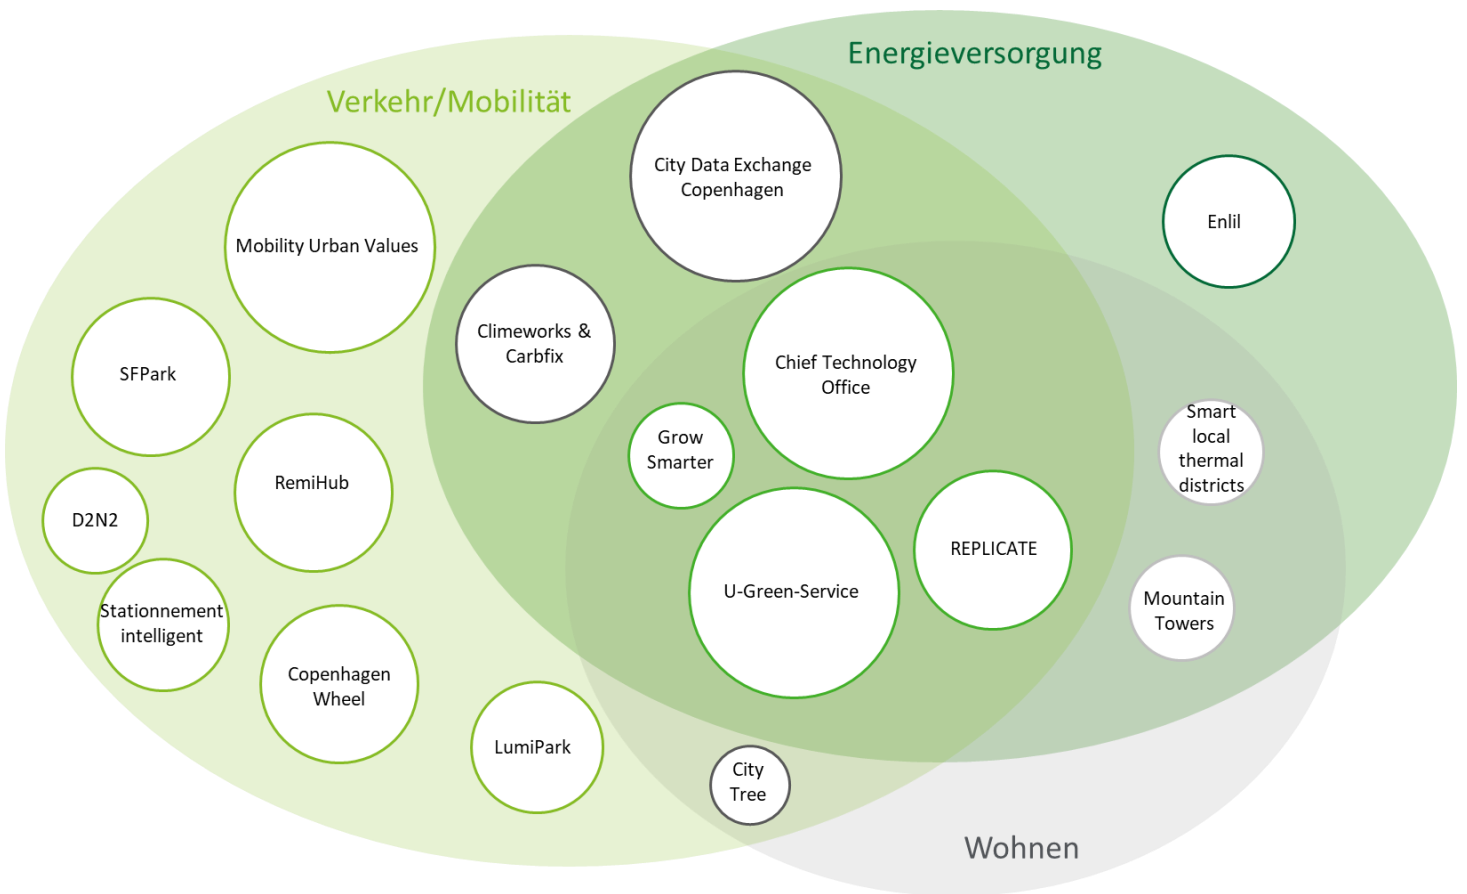 Energieversorgung
Verkehr/Mobilität
City Data Exchange
Copenhagen
Enlil
Mobility Urban Values
Climeworks &
Carbfix
SFPark
Chief Technology
Office
Grow
Smarter
Smart
local
thermal
districts
RemiHub
D2N2
REPLICATE
U-Green-Service
Stationnement
intelligent
Mountain
Towers
Copenhagen
Wheel
LumiPark
City
Tree
Wohnen